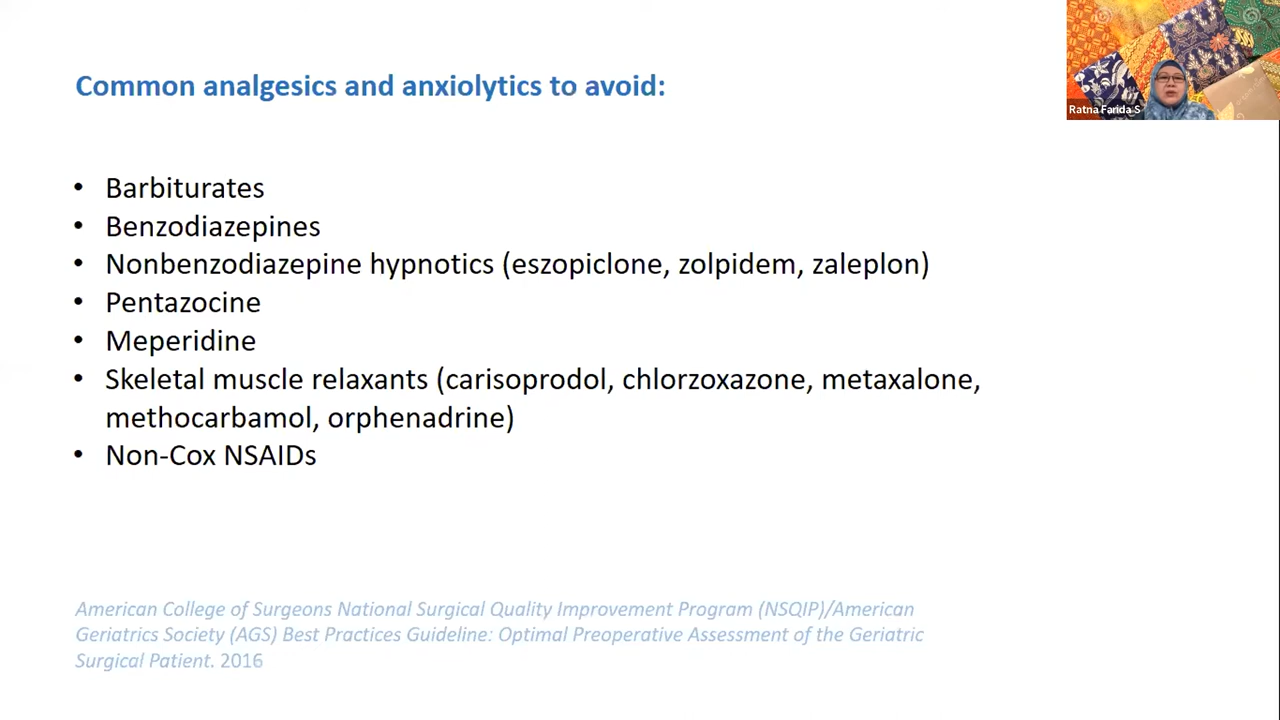 Common analgesics and anxiolytics to avoid:
Ratna Farida S
• Barbiturates
• Benzodiazepines
• Nonbenzodiazepine hypnotics (eszopiclone, zolpidem, zaleplon)
• Pentazocine
• Meperidine
• Skeletal muscle relaxants (carisoprodol, chlorzoxazone, metaxalone,
methocarbamol, orphenadrine)
• Non-Cox NSAIDs
American College of Surgeons National Surgical Quality Improvement Program (NSQIP)/American
Geriatrics Society (AGS) Best Practices Guideline: Optimal Preoperative Assessment of the Geriatric
Surgical Patient. 2016